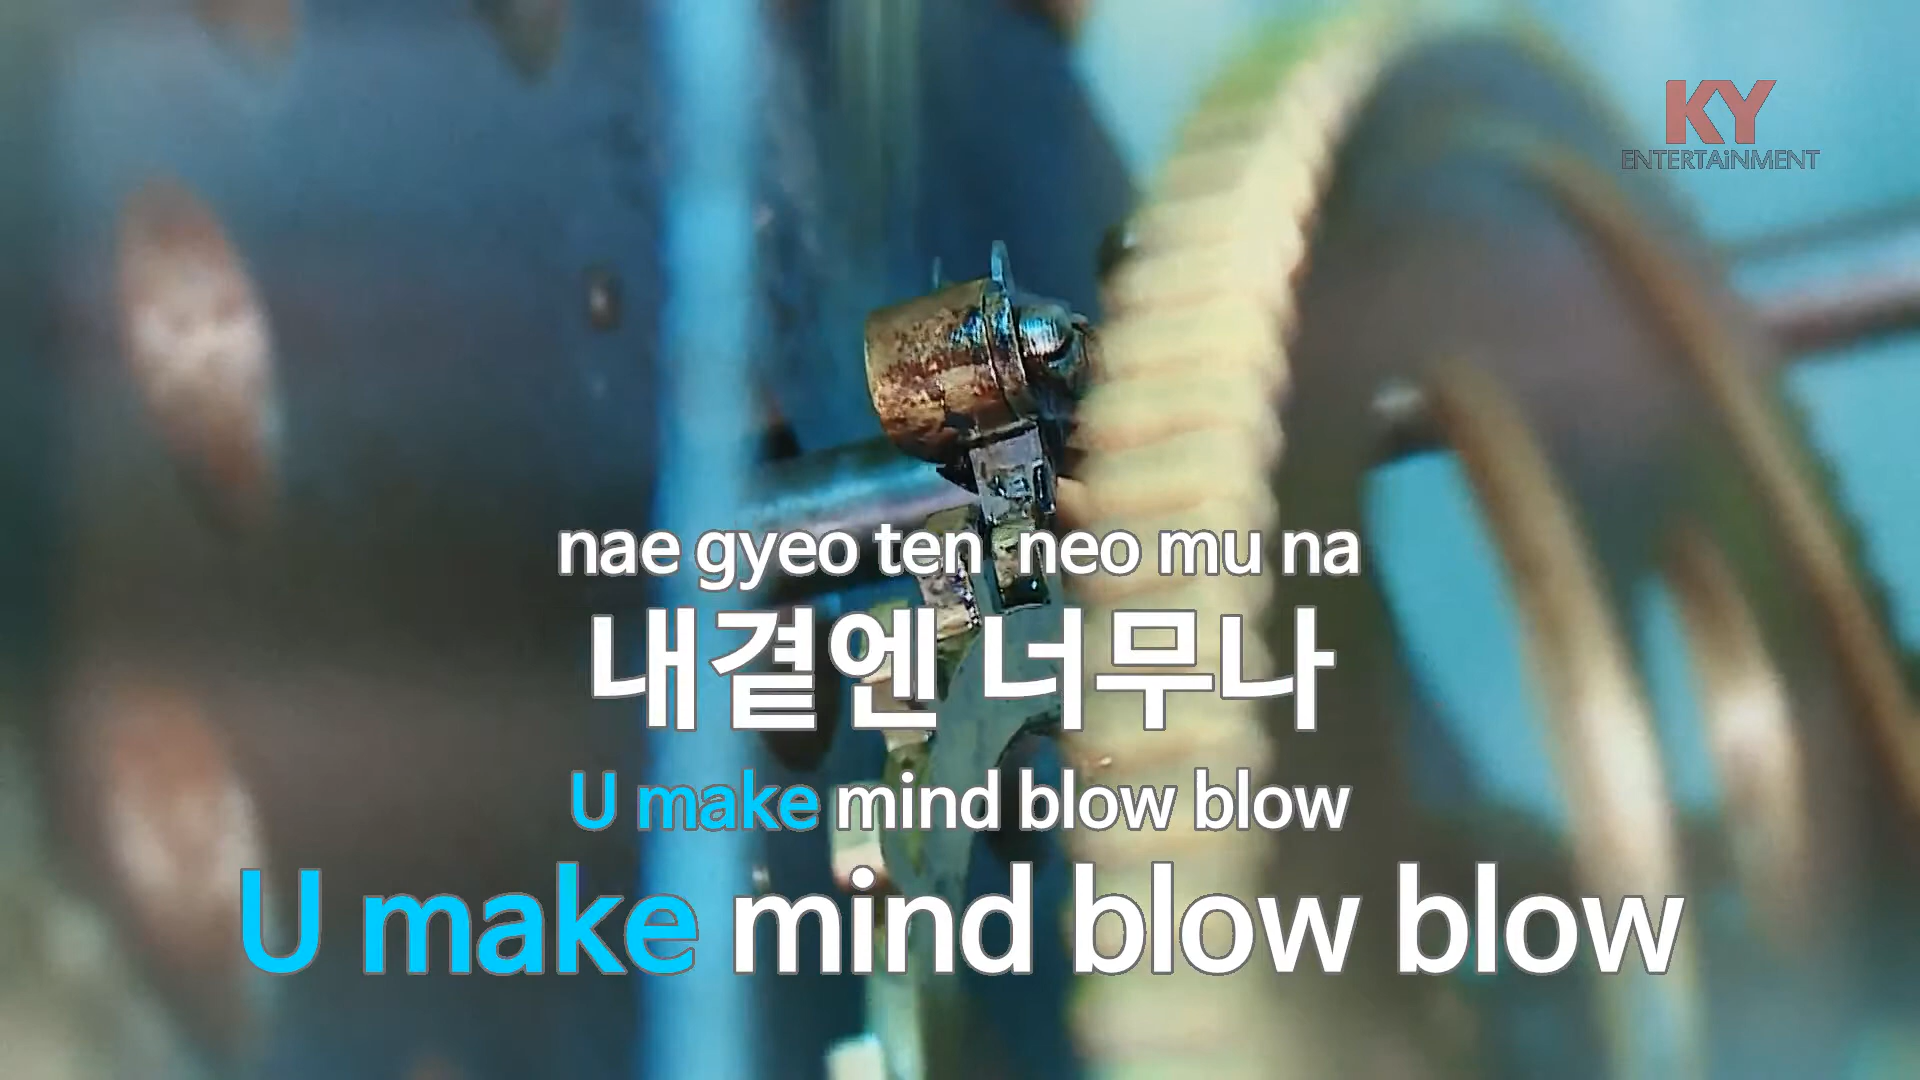 KY
ENTERTAiNMENT
nae gyeo ten neo mu na
내곁엔 너무나
U make mind blow blow
U make mind blow blow